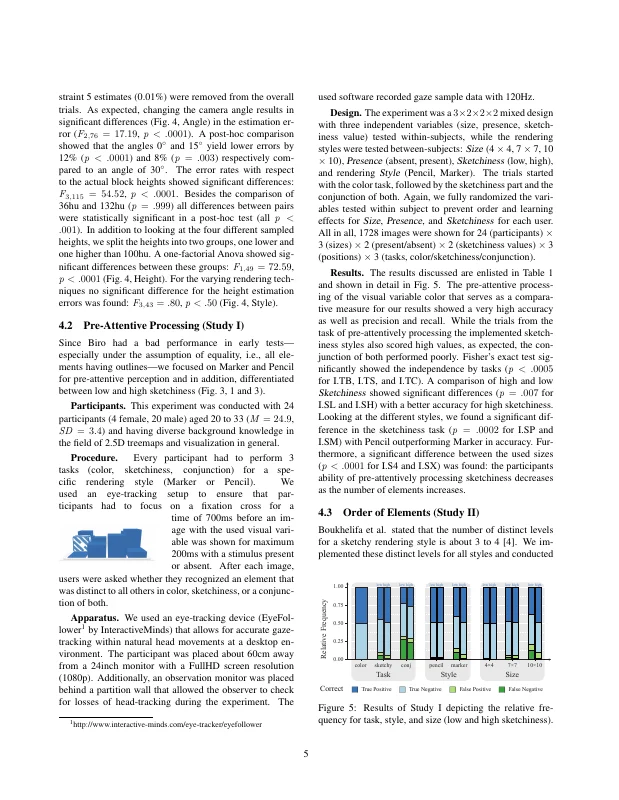 straint 5 estimates (0.01%) were removed from the overall
trials. As expected, changing the camera angle results in
significant differences (Fig. 4, Angle) in the estimation er-
ror (F2,76 = 17.19, p < .0001). A post-hoc comparison
showed that the angles 0° and 15° yield lower errors by
12% (p < .0001) and 8% (p = .003) respectively com-
pared to an angle of 30°. The error rates with respect
to the actual block heights showed significant differences:
F3,115 = 54.52, p < .0001. Besides the comparison of
36hu and 132hu (p = .999) all differences between pairs
were statistically significant in a post-hoc test (all p <
.001). In addition to looking at the four different sampled
heights, we split the heights into two groups, one lower and
one higher than 100hu. A one-factorial Anova showed sig-
nificant differences between these groups: F1,49 = 72.59,
p < .0001 (Fig. 4, Height). For the varying rendering tech-
niques no significant difference for the height estimation
errors was found: F3,43 = .80, p < .50 (Fig. 4, Style).
4.2 Pre-Attentive Processing (Study I)
Since Biro had a bad performance in early tests—
especially under the assumption of equality, i.e., all ele-
ments having outlines—we focused on Marker and Pencil
for pre-attentive perception and in addition, differentiated
between low and high sketchiness (Fig. 3, 1 and 3).
Participants. This experiment was conducted with 24
participants (4 female, 20 male) aged 20 to 33 (M = 24.9,
SD = 3.4) and having diverse background knowledge in
the field of 2.5D treemaps and visualization in general.
Procedure. Every participant had to perform 3
tasks (color, sketchiness, conjunction) for a spe-
cific rendering style (Marker or Pencil). We
used an eye-tracking setup to ensure that par-
ticipants had to focus on a fixation cross for a
time of 700ms before an im-
age with the used visual vari-
able was shown for maximum
200ms with a stimulus present
or absent. After each image,
users were asked whether they recognized an element that
was distinct to all others in color, sketchiness, or a conjunc-
tion of both.
Apparatus. We used an eye-tracking device (EyeFol-
lower1 by InteractiveMinds) that allows for accurate gaze-
tracking within natural head movements at a desktop en-
vironment. The participant was placed about 60cm away
from a 24inch monitor with a FullHD screen resolution
(1080p). Additionally, an observation monitor was placed
behind a partition wall that allowed the observer to check
for losses of head-tracking during the experiment. The
1http://www.interactive-minds.com/eye-tracker/eyefollower
used software recorded gaze sample data with 120Hz.
Design. The experiment was a 3×2×2×2 mixed design
with three independent variables (size, presence, sketch-
iness value) tested within-subjects, while the rendering
styles were tested between-subjects: Size (4 × 4, 7 × 7, 10
× 10), Presence (absent, present), Sketchiness (low, high),
and rendering Style (Pencil, Marker). The trials started
with the color task, followed by the sketchiness part and the
conjunction of both. Again, we fully randomized the vari-
ables tested within subject to prevent order and learning
effects for Size, Presence, and Sketchiness for each user.
All in all, 1728 images were shown for 24 (participants) ×
3 (sizes) × 2 (present/absent) × 2 (sketchiness values) × 3
(positions) × 3 (tasks, color/sketchiness/conjunction).
Results. The results discussed are enlisted in Table 1
and shown in detail in Fig. 5. The pre-attentive process-
ing of the visual variable color that serves as a compara-
tive measure for our results showed a very high accuracy
as well as precision and recall. While the trials from the
task of pre-attentively processing the implemented sketch-
iness styles also scored high values, as expected, the con-
junction of both performed poorly. Fisher's exact test sig-
nificantly showed the independence by tasks (p < .0005
for I.TB, I.TS, and I.TC). A comparison of high and low
Sketchiness showed significant differences (p = .007 for
I.SL and I.SH) with a better accuracy for high sketchiness.
Looking at the different styles, we found a significant dif-
ference in the sketchiness task (p = .0002 for I.SP and
I.SM) with Pencil outperforming Marker in accuracy. Fur-
thermore, a significant difference between the used sizes
(p < .0001 for I.S4 and I.SX) was found: the participants
ability of pre-attentively processing sketchiness decreases
as the number of elements increases.
4.3 Order of Elements (Study II)
Boukhelifa et al. stated that the number of distinct levels
for a sketchy rendering style is about 3 to 4 [4]. We im-
plemented these distinct levels for all styles and conducted
Relative Frequency
1.00
0.75
0.50
0.25
0.00
color sketchy conj pencil marker 4×4 7×7 10×10
Task Style Size
Correct True Positive True Negative False Positive False Negative
Figure 5: Results of Study I depicting the relative fre-
quency for task, style, and size (low and high sketchiness).
5